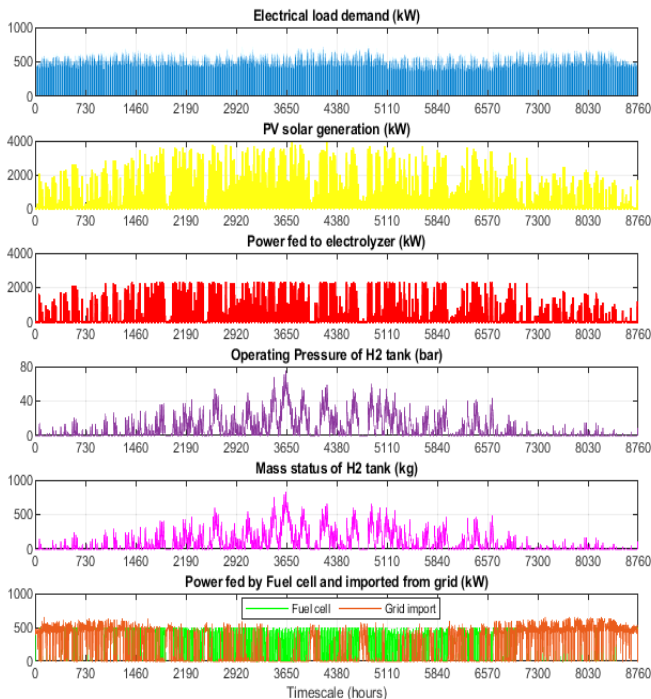 Electrical load demand (kW)
1000
500
0
0 730 1460 2190 2920 3650 4380 5110 5840 6570 7300 8030 8760
PV solar generation (kW)
4000
2000
0
0 730 1460 2190 2920 3650 4380 5110 5840 6570 7300 8030 8760
Power fed to electrolyzer (kW)
4000
2000
0
0 730 1460 2190 2920 3650 4380 5110 5840 6570 7300 8030 8760
Operating Pressure of H2 tank (bar)
80
40
0
0 730 1460 2190 2920 3650 4380 5110 5840 6570 7300 8030 8760
Mass status of H2 tank (kg)
1000
500
0
0 730 1460 2190 2920 3650 4380 5110 5840 6570 7300 8030 8760
Power fed by Fuel cell and imported from grid (kW)
1000
Fuel cell Grid import
500
0
0 730 1460 2190 2920 3650 4380 5110 5840 6570 7300 8030 8760
Timescale (hours)